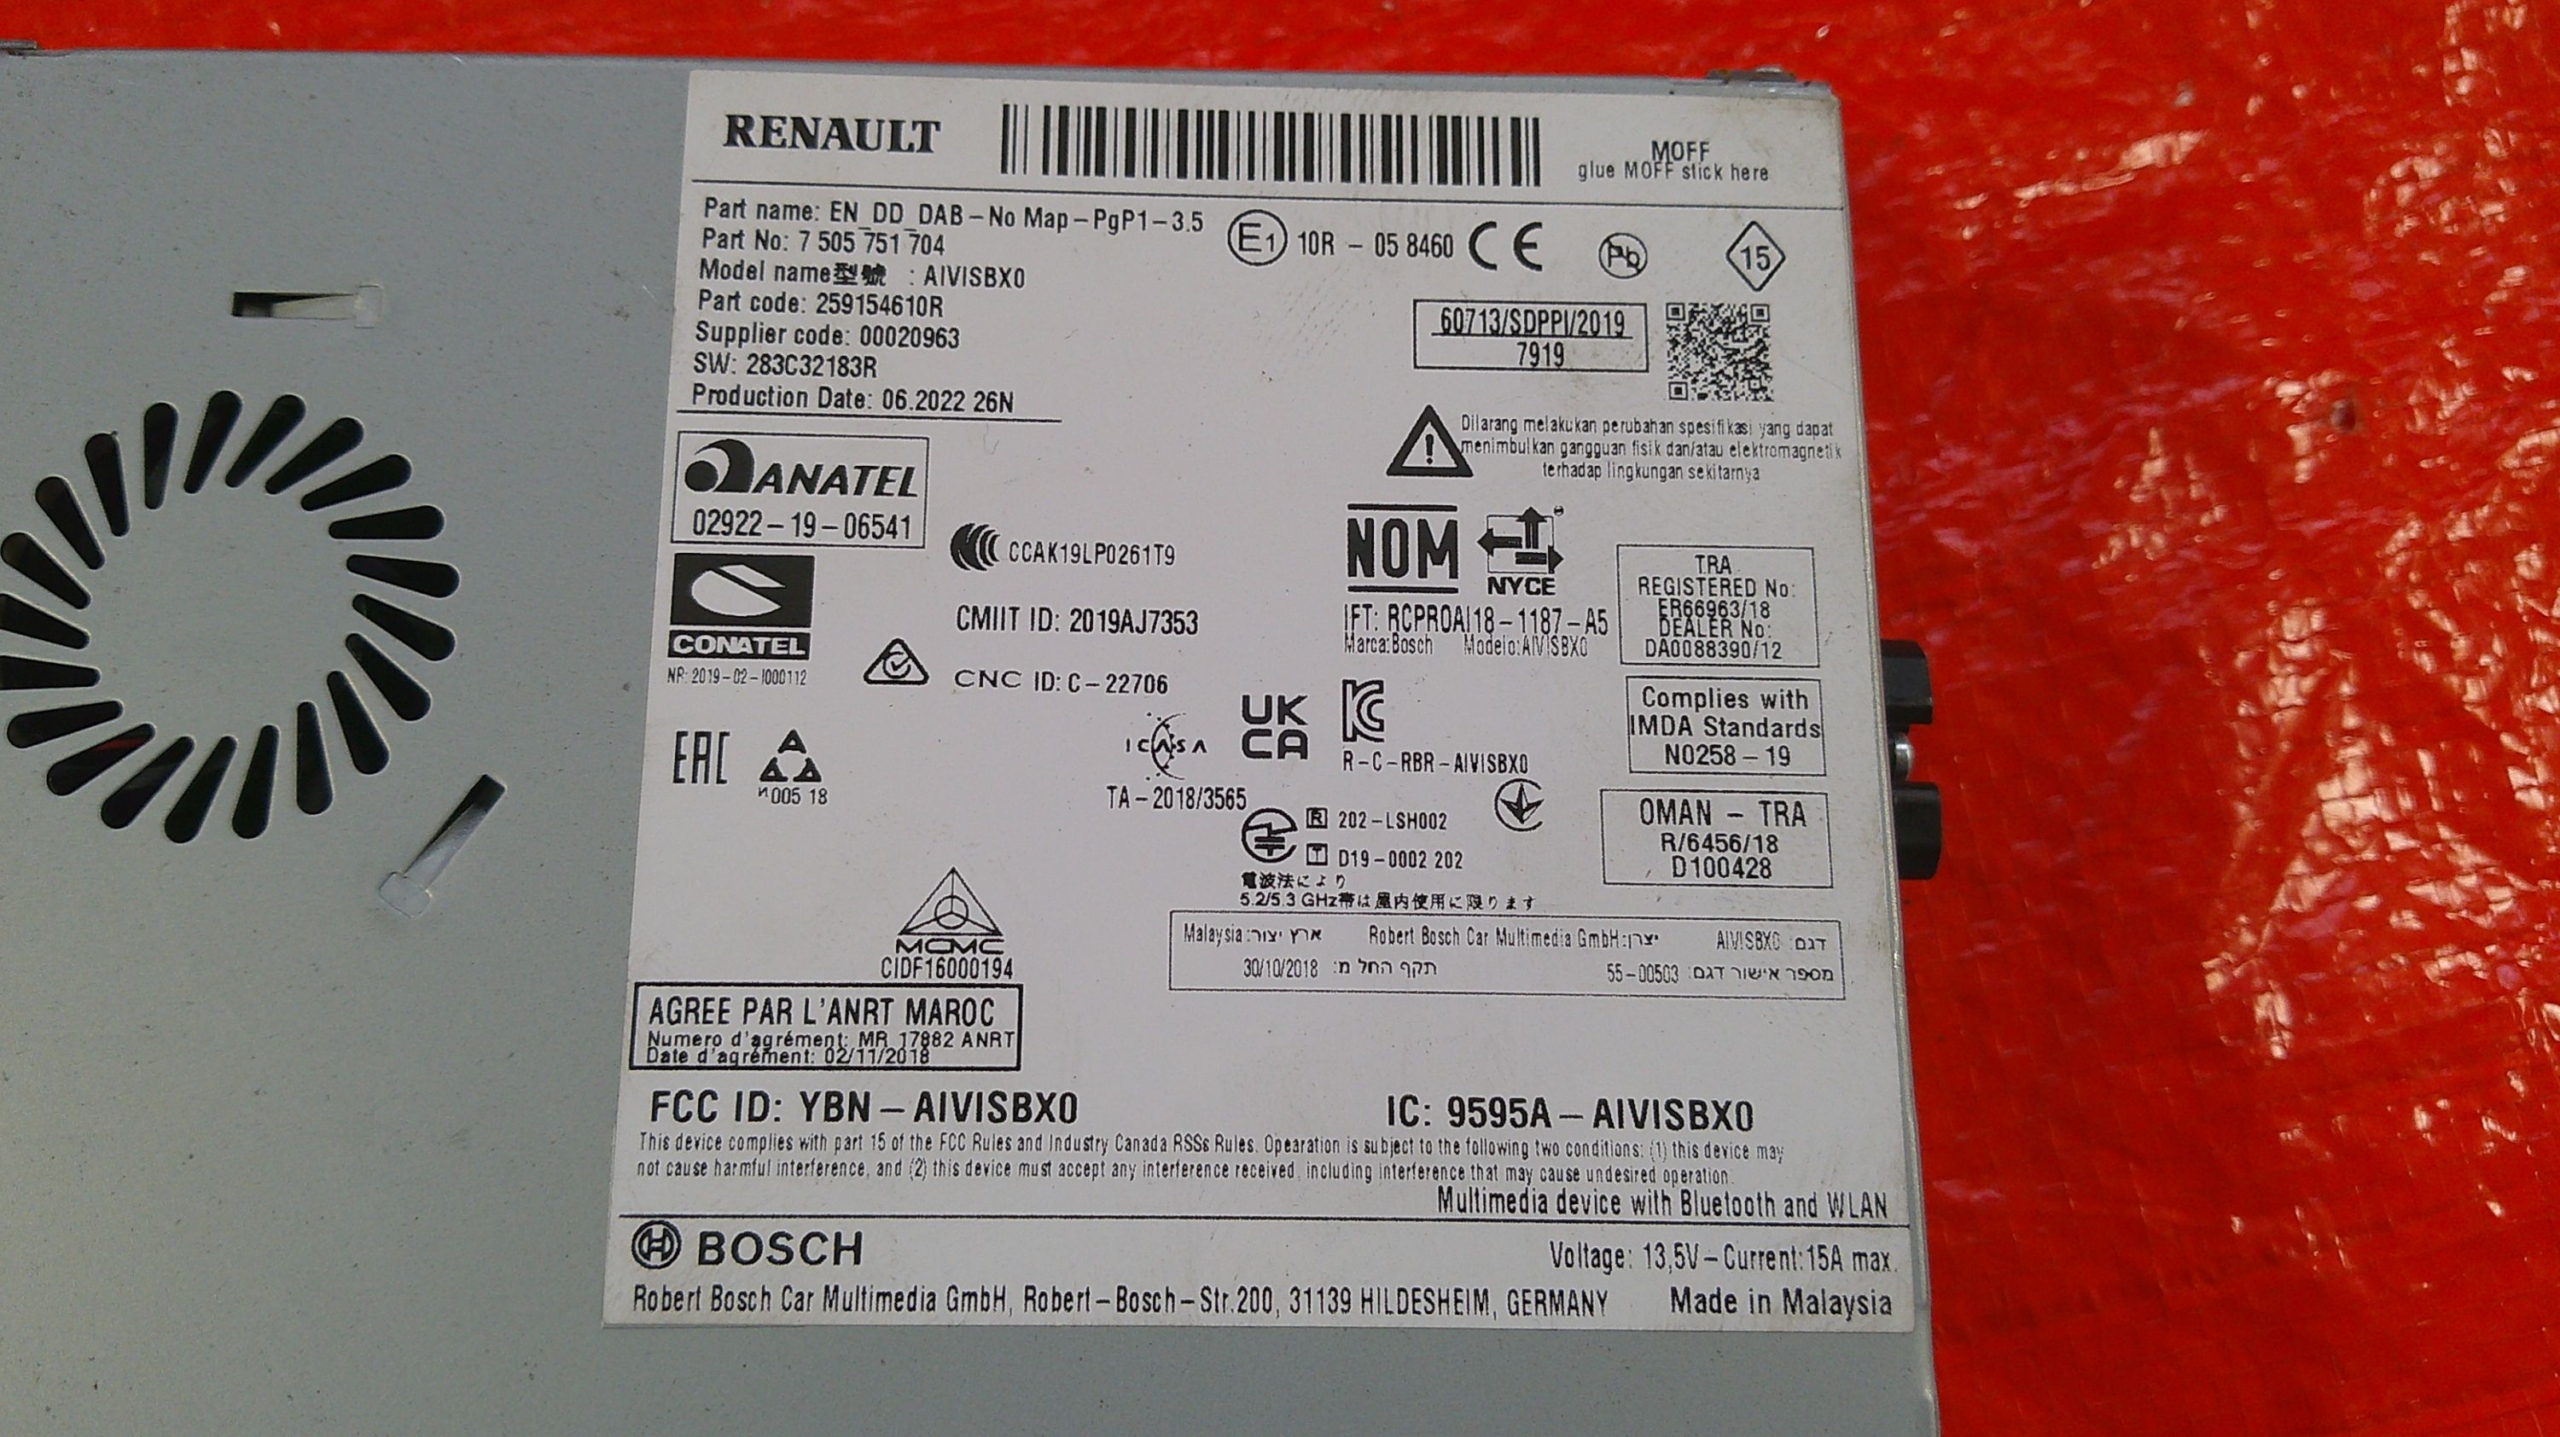 RENAULT
MOFF
glue MOFF stick here
Part name: EN_DD_DAB-No Map-PgP1-3.5
Part No: 7 505 751 704
Model name型號 : AIVISBX0
Part code: 259154610R
Supplier code: 00020963
SW: 283C32183R
Production Date: 06.2022 26N
E1 10R - 05 8460 CE
Pb
15
60713/SDPPI/2019
7919
Dilarang melakukan perubahan spesifikasi yang dapat
menimbulkan gangguan fisik dan/atau elektromagnetik
terhadap lingkungan sekitarnya
ANATEL
02922-19-06541
CCAK19LP0261T9
NOM
NYCE
CONATEL
NR: 2019-02-I000112
CMIIT ID: 2019AJ7353
CNC ID: C-22706
IFT: RCPROAI18-1187-A5
Marca:Bosch Modelo:AIVISBX0
TRA
REGISTERED No:
ER66963/18
DEALER No:
DA0088390/12
Complies with
IMDA Standards
N0258-19
EAC
И005 18
ICASA
TA-2018/3565
UK
CA
R-C-RBR-AIVISBX0
R 202-LSH002
T D19-0002 202
電波法により
5.2/5.3 GHz帯は屋内使用に限ります
OMAN - TRA
R/6456/18
D100428
MCMC
CIDF16000194
דגם: AIVISBX0 יצרן: Robert Bosch Car Multimedia GmbH ארץ יצור: Malaysia
מספר אישור דגם: 55-00503 תקף החל מ: 30/10/2018
AGREE PAR L'ANRT MAROC
Numero d'agrément: MR 17882 ANRT
Date d'agrément: 02/11/2018
FCC ID: YBN-AIVISBX0
IC: 9595A-AIVISBX0
This device complies with part 15 of the FCC Rules and Industry Canada RSSs Rules. Opearation is subject to the following two conditions: (1) this device may
not cause harmful interference, and (2) this device must accept any interference received, including interference that may cause undesired operation.
Multimedia device with Bluetooth and WLAN
BOSCH
Voltage: 13,5V-Current:15A max.
Robert Bosch Car Multimedia GmbH, Robert-Bosch-Str.200, 31139 HILDESHEIM, GERMANY
Made in Malaysia